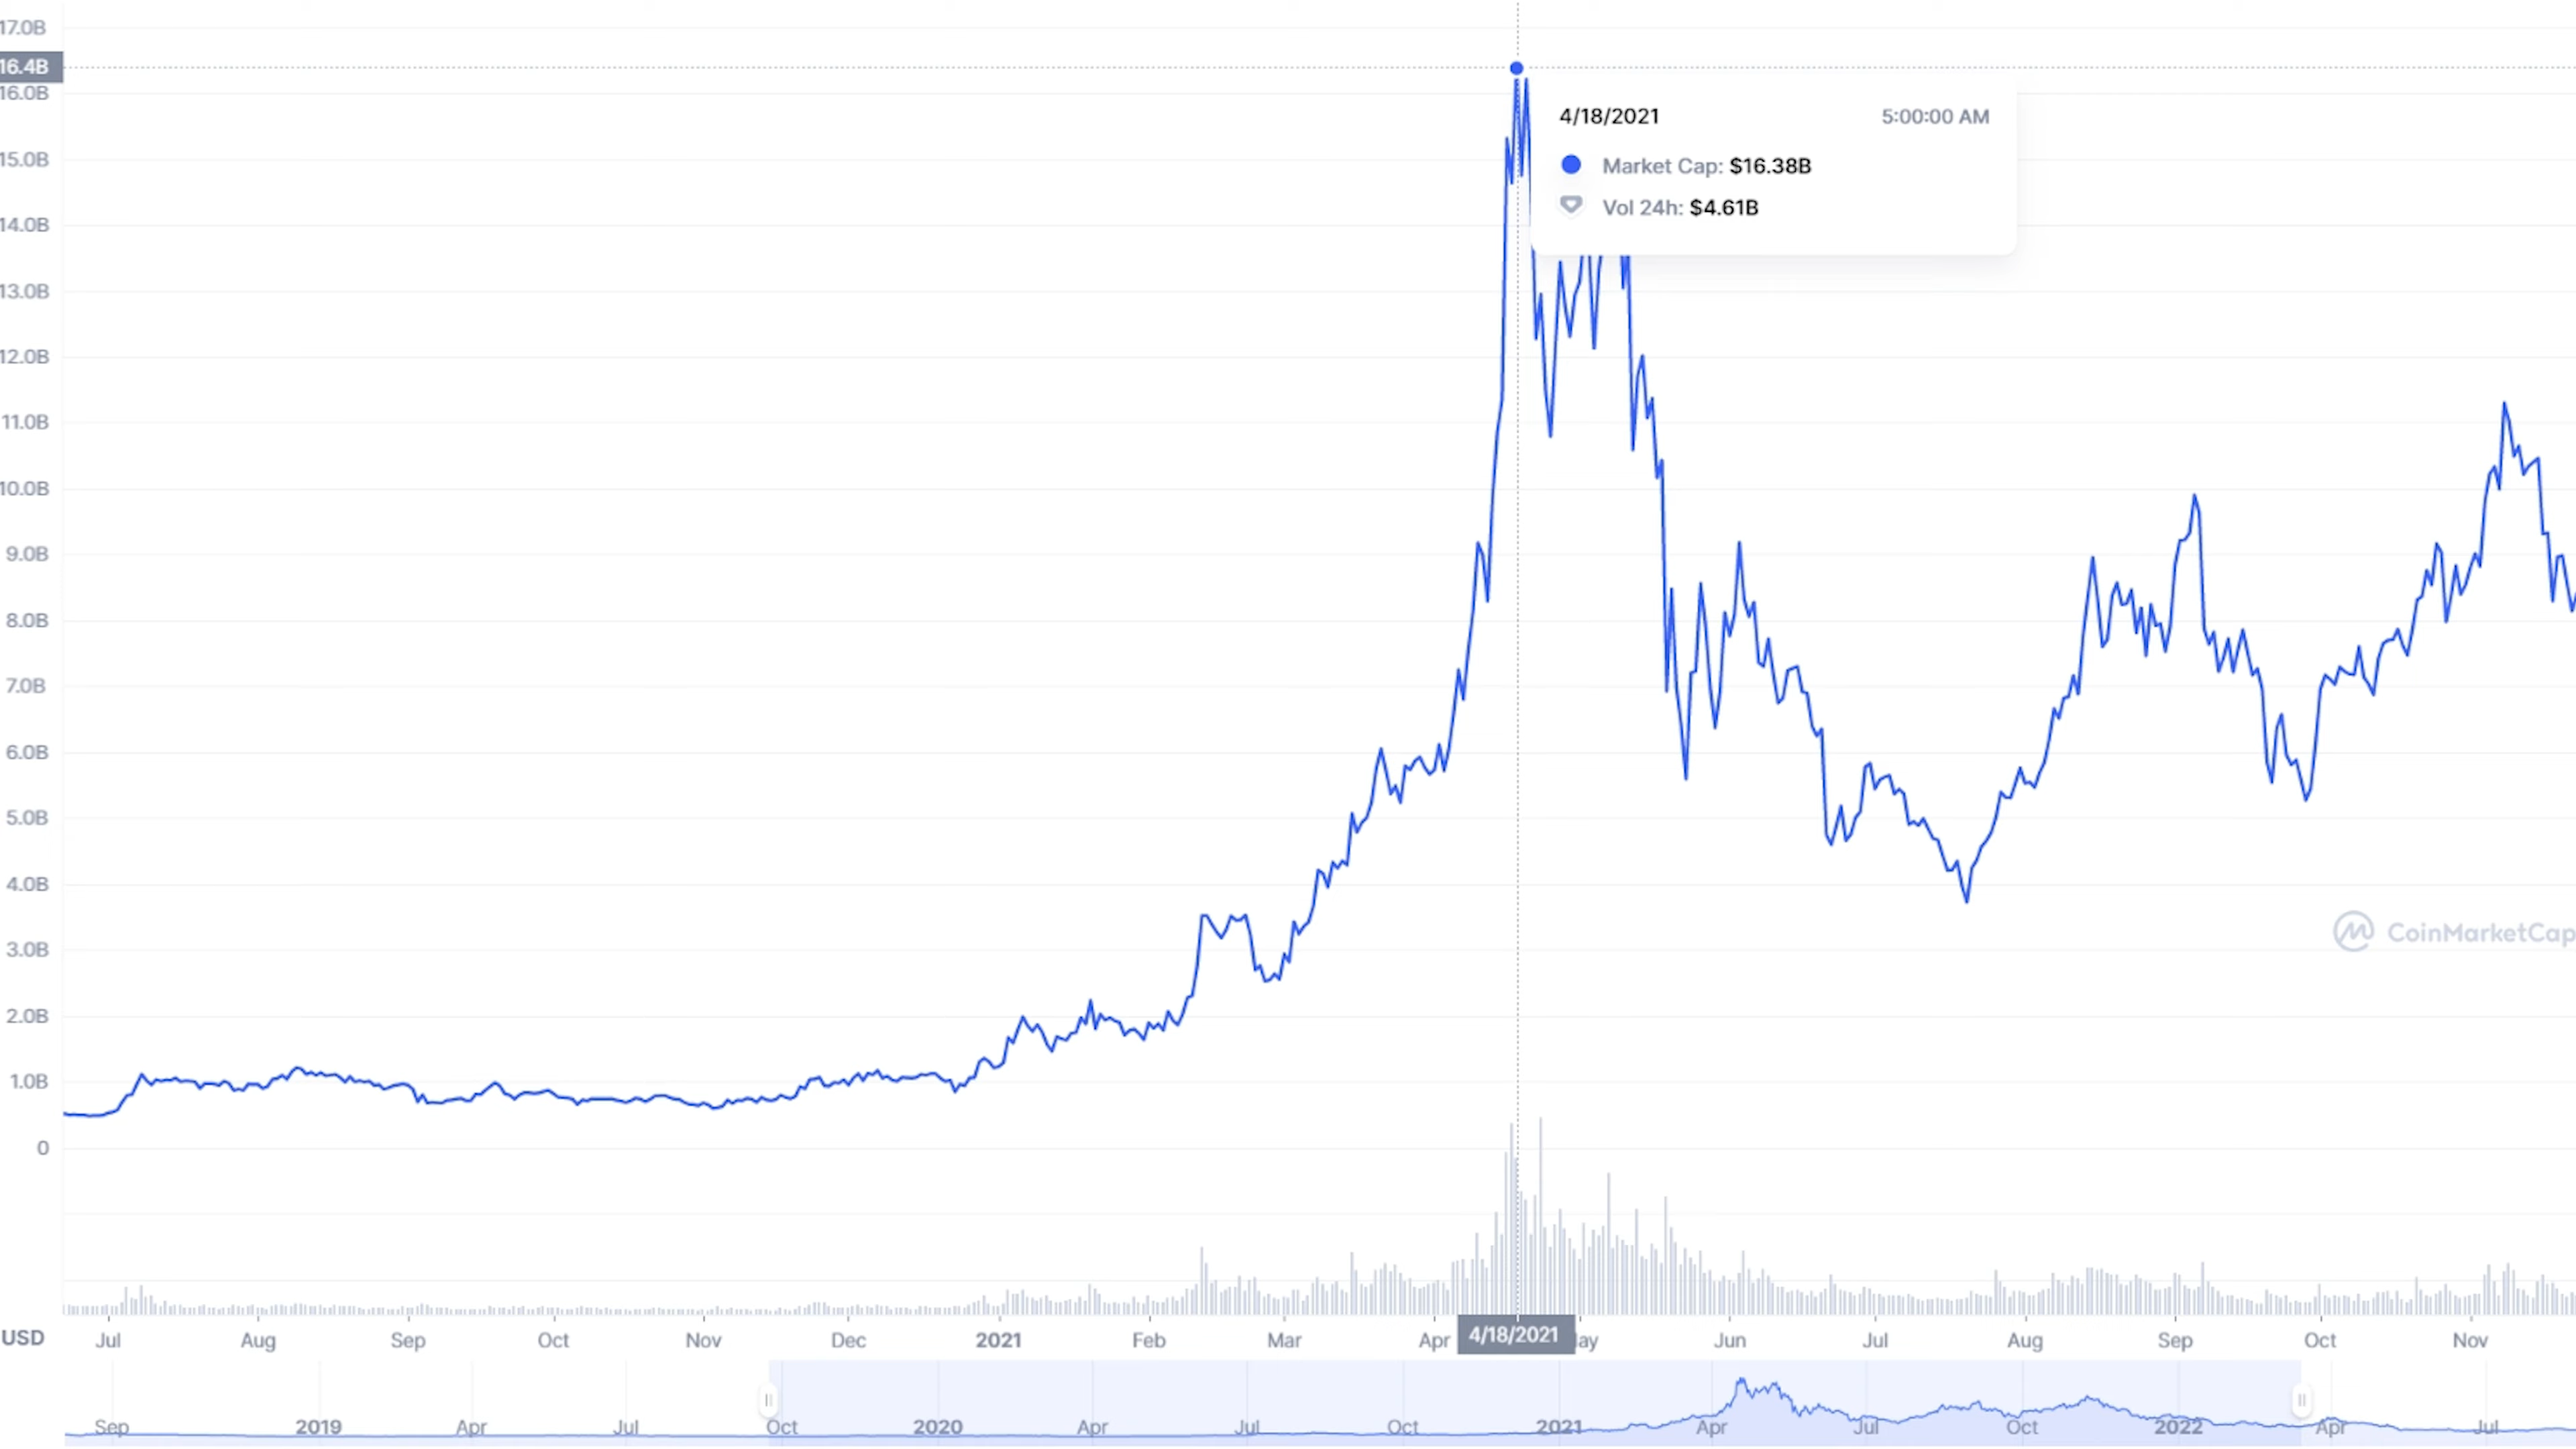 17.0B
16.4B
16.0B
4/18/2021 5:00:00 AM
15.0B
Market Cap: $16.38B
Vol 24h: $4.61B
14.0B
13.0B
12.0B
11.0B
10.0B
9.0B
8.0B
7.0B
6.0B
5.0B
4.0B
CoinMarketCap
3.0B
2.0B
1.0B
0
USD Jul Aug Sep Oct Nov Dec 2021 Feb Mar Apr 4/18/2021 ay Jun Jul Aug Sep Oct Nov
Sep 2019 Apr Jul Oct 2020 Apr Jul Oct 2021 Apr Jul Oct 2022 Apr Jul